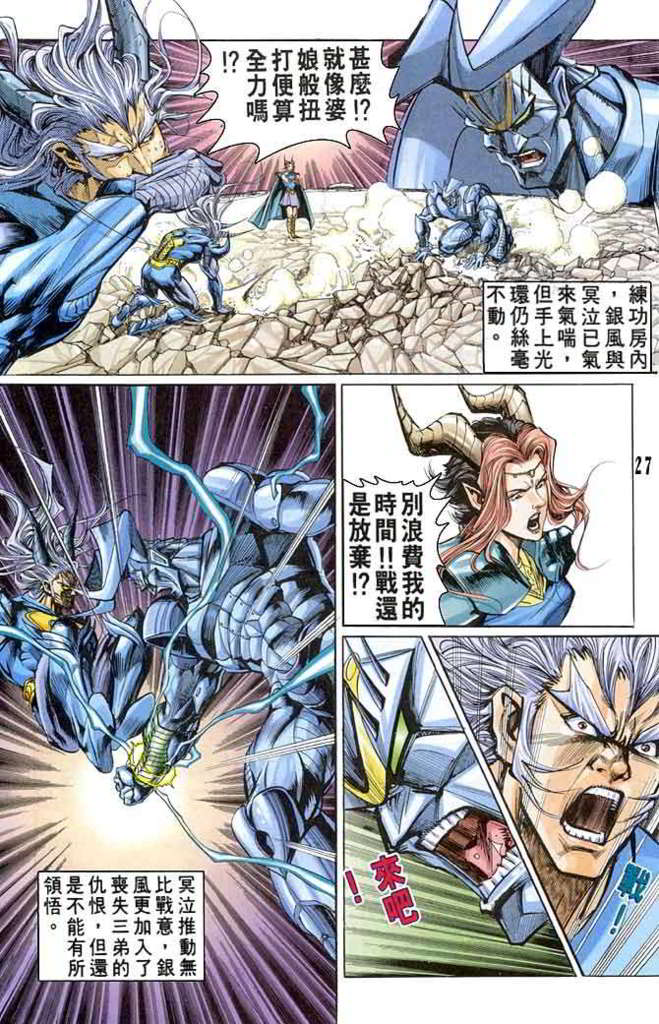 甚麼!?
就像婆
娘般扭
打便算
全力嗎
!?
練功房內
，銀風與
冥泣已氣
來氣喘，
但手上光
環仍絲毫
不動。
27
別浪費我的
時間!!戰還
是放棄!?
來吧
!
戰!
冥泣推動無
比戰意，銀
風更加入了
喪失三弟的
仇恨，但還
是不能有所
領悟。